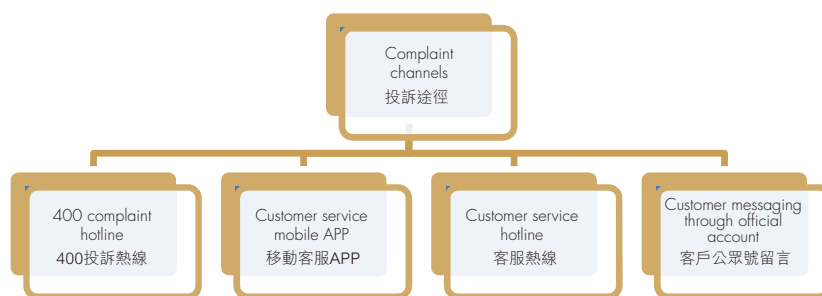 Complaint
channels
投訴途徑
400 complaint
hotline
400投訴熱線
Customer service
mobile APP
移動客服APP
Customer service
hotline
客服熱線
Customer messaging
through official
account
客戶公眾號留言